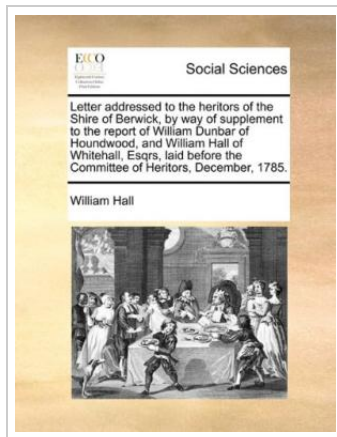 ECCO
Social Sciences
Letter addressed to the heritors of the
Shire of Berwick, by way of supplement
to the report of William Dunbar of
Houndwood, and William Hall of
Whitehall, Esqrs, laid before the
Committee of Heritors, December, 1785.
William Hall